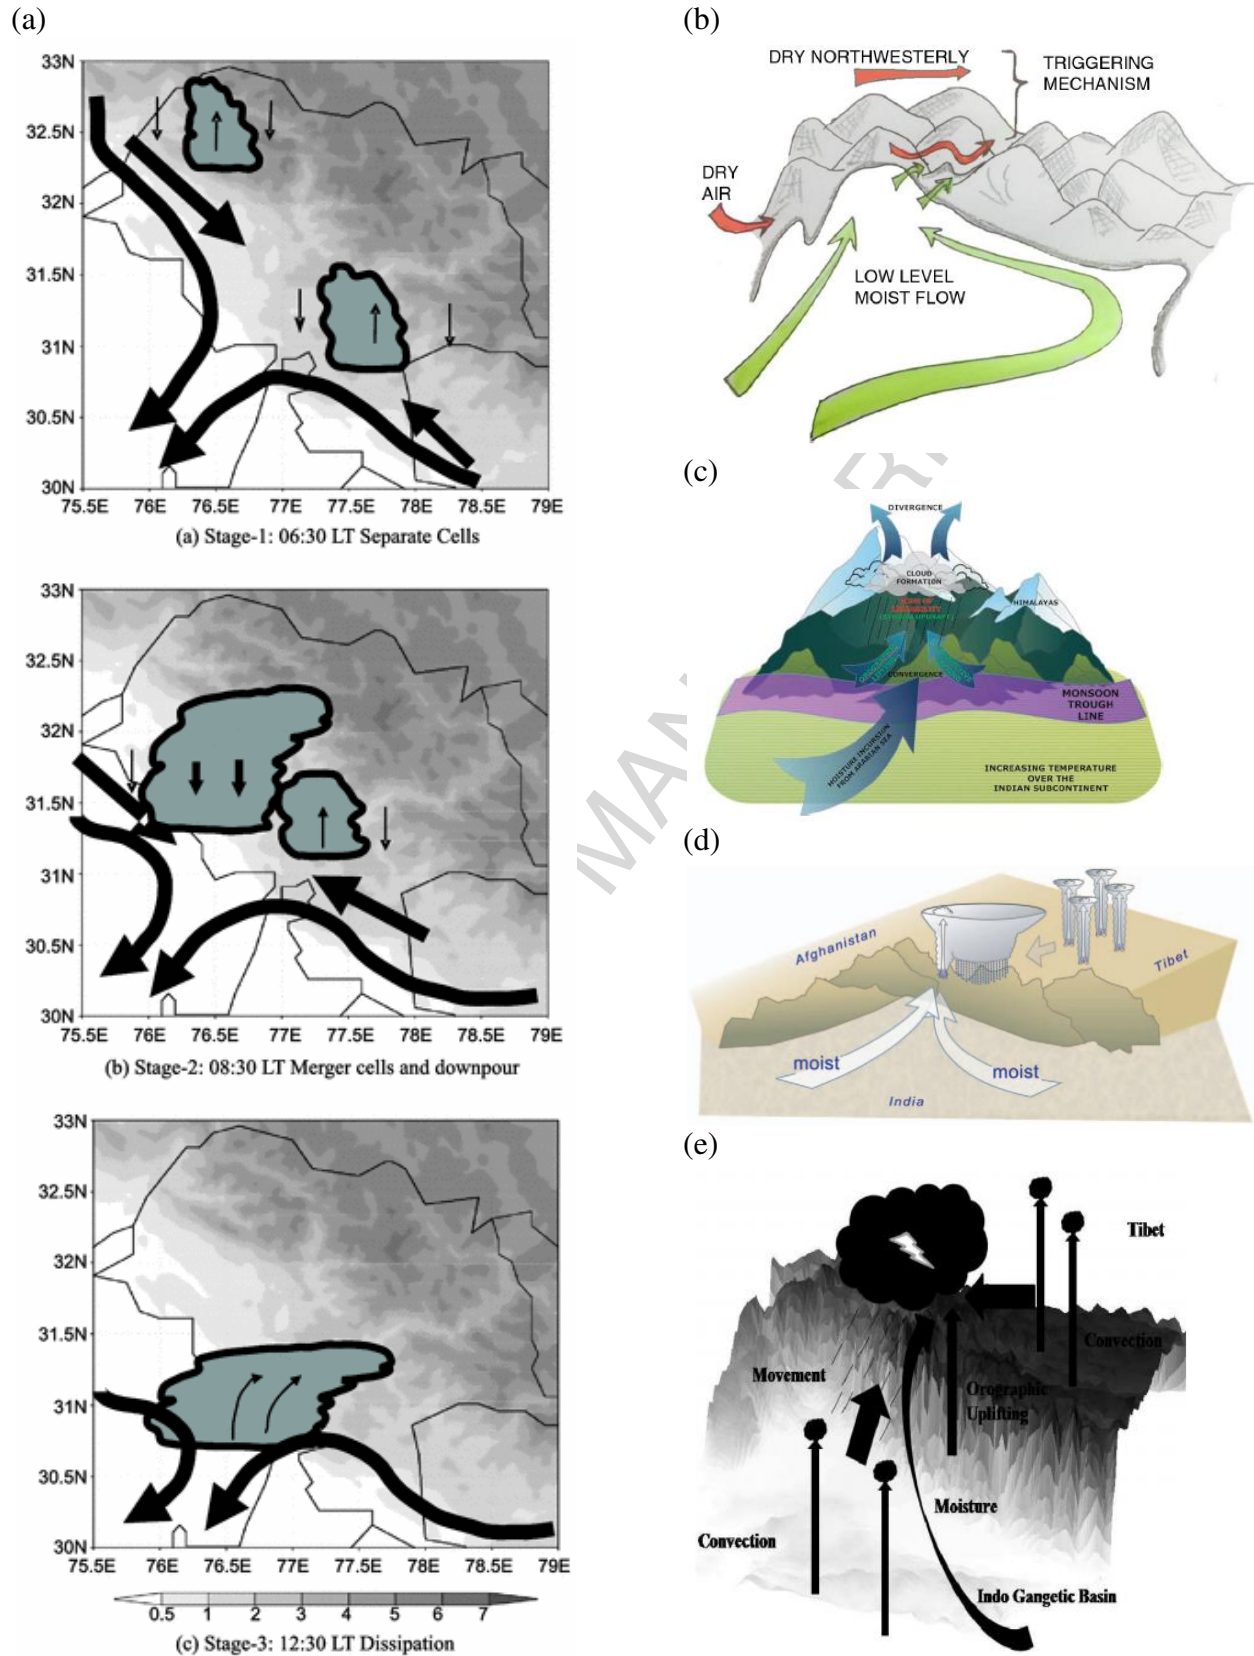 (a)
33N
32.5N
32N
31.5N
31N
30.5N
30N
75.5E 76E 76.5E 77E 77.5E 78E 78.5E 79E
(a) Stage-1: 06:30 LT Separate Cells
33N
32.5N
32N
31.5N
31N
30.5N
30N
75.5E 76E 76.5E 77E 77.5E 78E 78.5E 79E
(b) Stage-2: 08:30 LT Merger cells and downpour
33N
32.5N
32N
31.5N
31N
30.5N
30N
75.5E 76E 76.5E 77E 77.5E 78E 78.5E 79E
0.5 1 2 3 4 5 6 7
(c) Stage-3: 12:30 LT Dissipation
(b)
DRY NORTHWESTERLY
TRIGGERING
MECHANISM
DRY
AIR
LOW LEVEL
MOIST FLOW
(c)
DIVERGENCE
CLOUD
FORMATION
HIMALAYAS
CONVERGENCE
MONSOON
TROUGH
LINE
MOISTURE INCURSION
FROM ARABIAN SEA
INCREASING TEMPERATURE
OVER THE
INDIAN SUBCONTINENT
(d)
Afghanistan
Tibet
moist
moist
India
(e)
Tibet
Convection
Movement
Orographic
Uplifting
Moisture
Convection
Indo Gangetic Basin